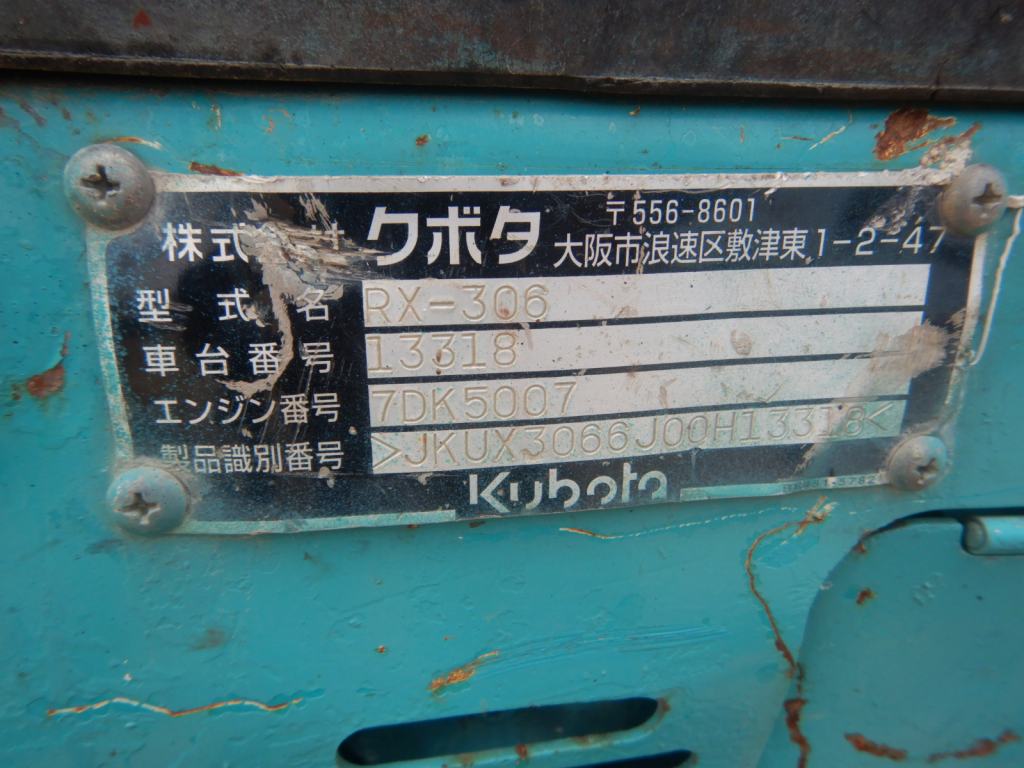 株式会社 クボタ 〒556-8601
大阪市浪速区敷津東1-2-47
型式名 RX-306
車台番号 13318
エンジン番号 7DK5007
製品識別番号 >JKUX3066J00H13318<
Kubota